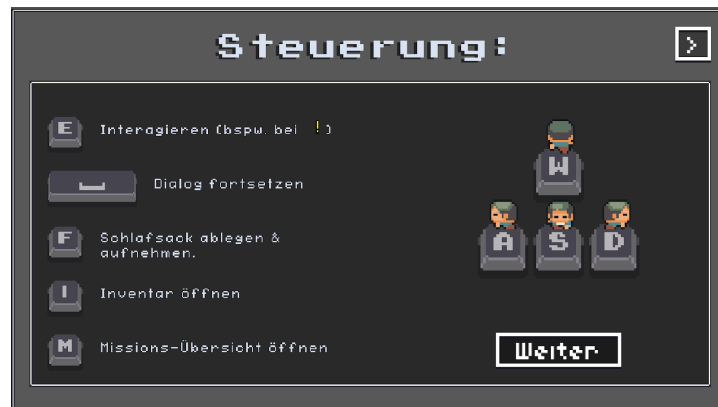 Steuerung:
>
E Interagieren (bspw. bei !)
Dialog fortsetzen
F Schlafsack ablegen &
aufnehmen.
I Inventar öffnen
M Missions-Übersicht öffnen
W
A S D
Weiter